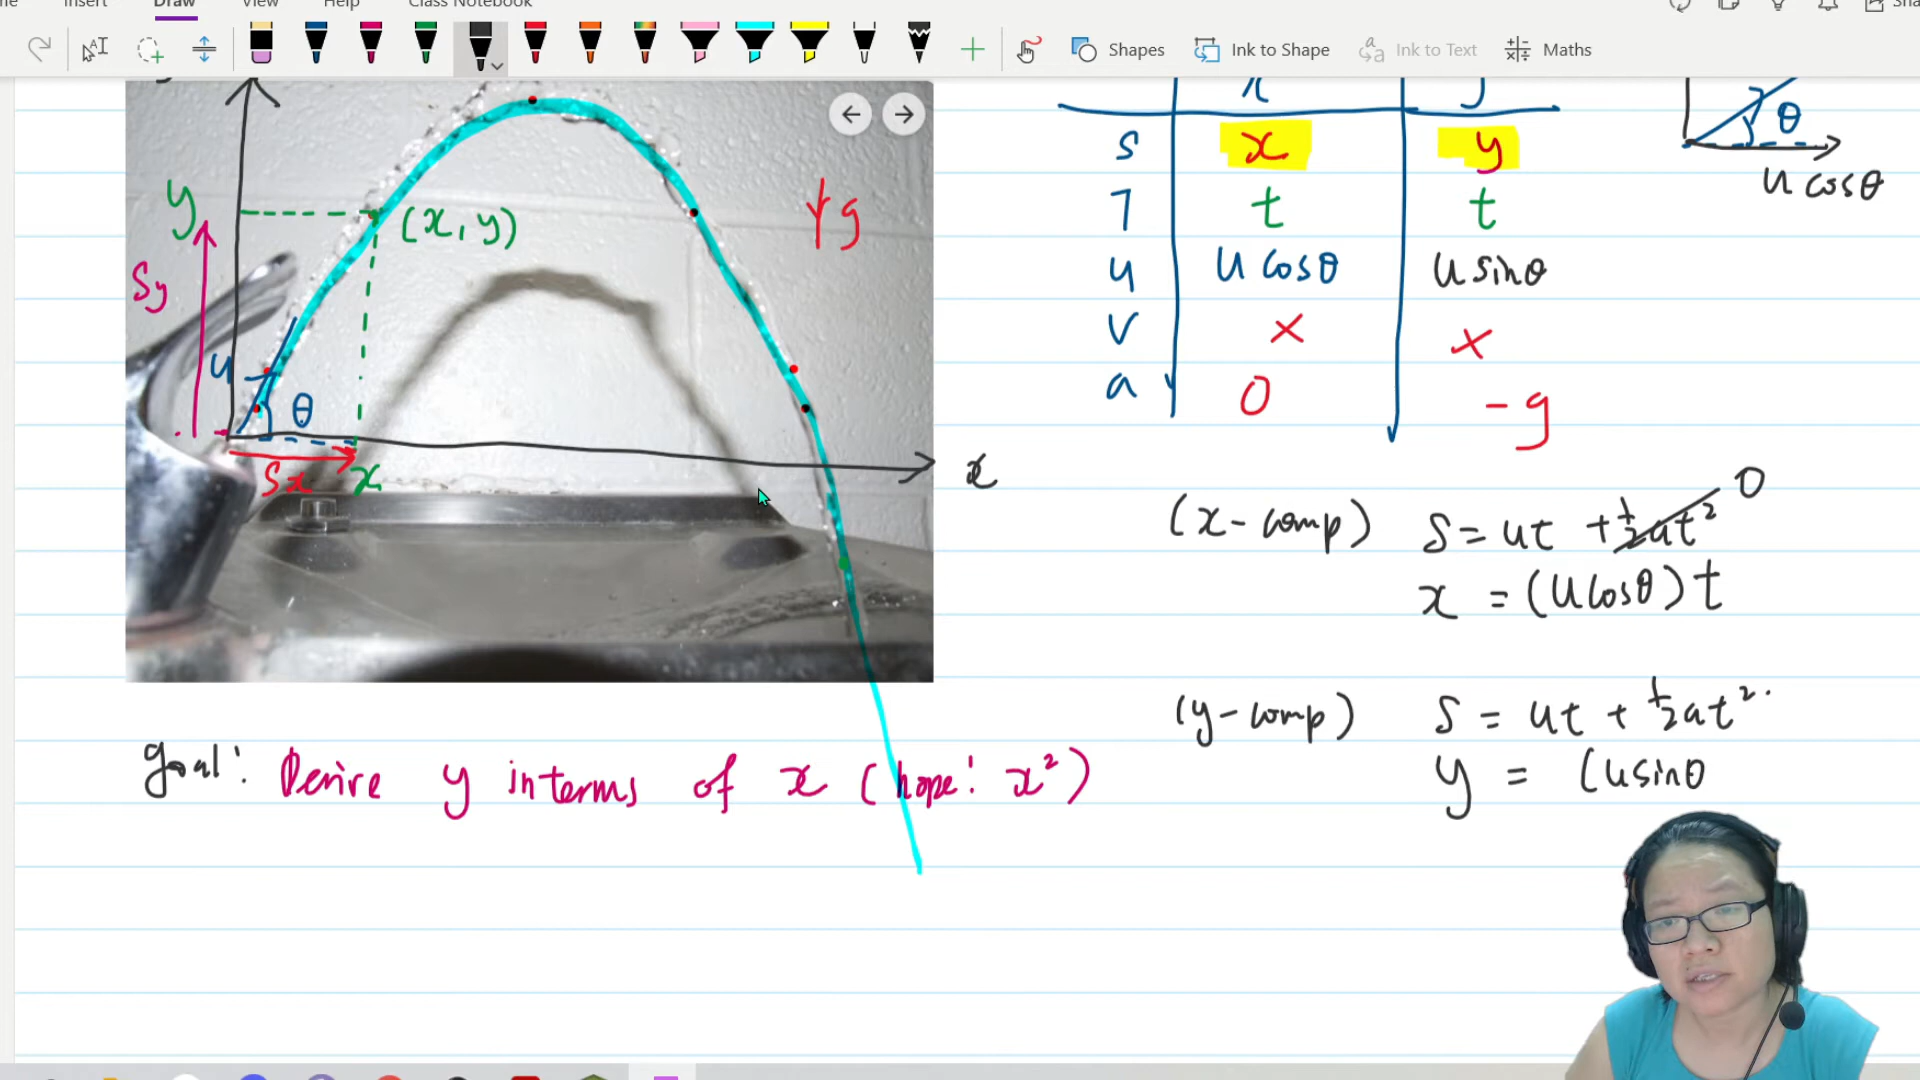 Insert Draw View Help Class Notebook
Shapes Ink to Shape Ink to Text Maths
y
(x, y)
g
Sy
u
θ
Sx
x
x
x y
s x y
T t t
u u cosθ u sinθ
v × ×
a 0 -g
θ
u cosθ
(x-comp) s = ut + ½at² 0
x = (u cosθ) t
(y-comp) s = ut + ½at².
y = (u sinθ
Goal: Derive y in terms of x (hope! x²)